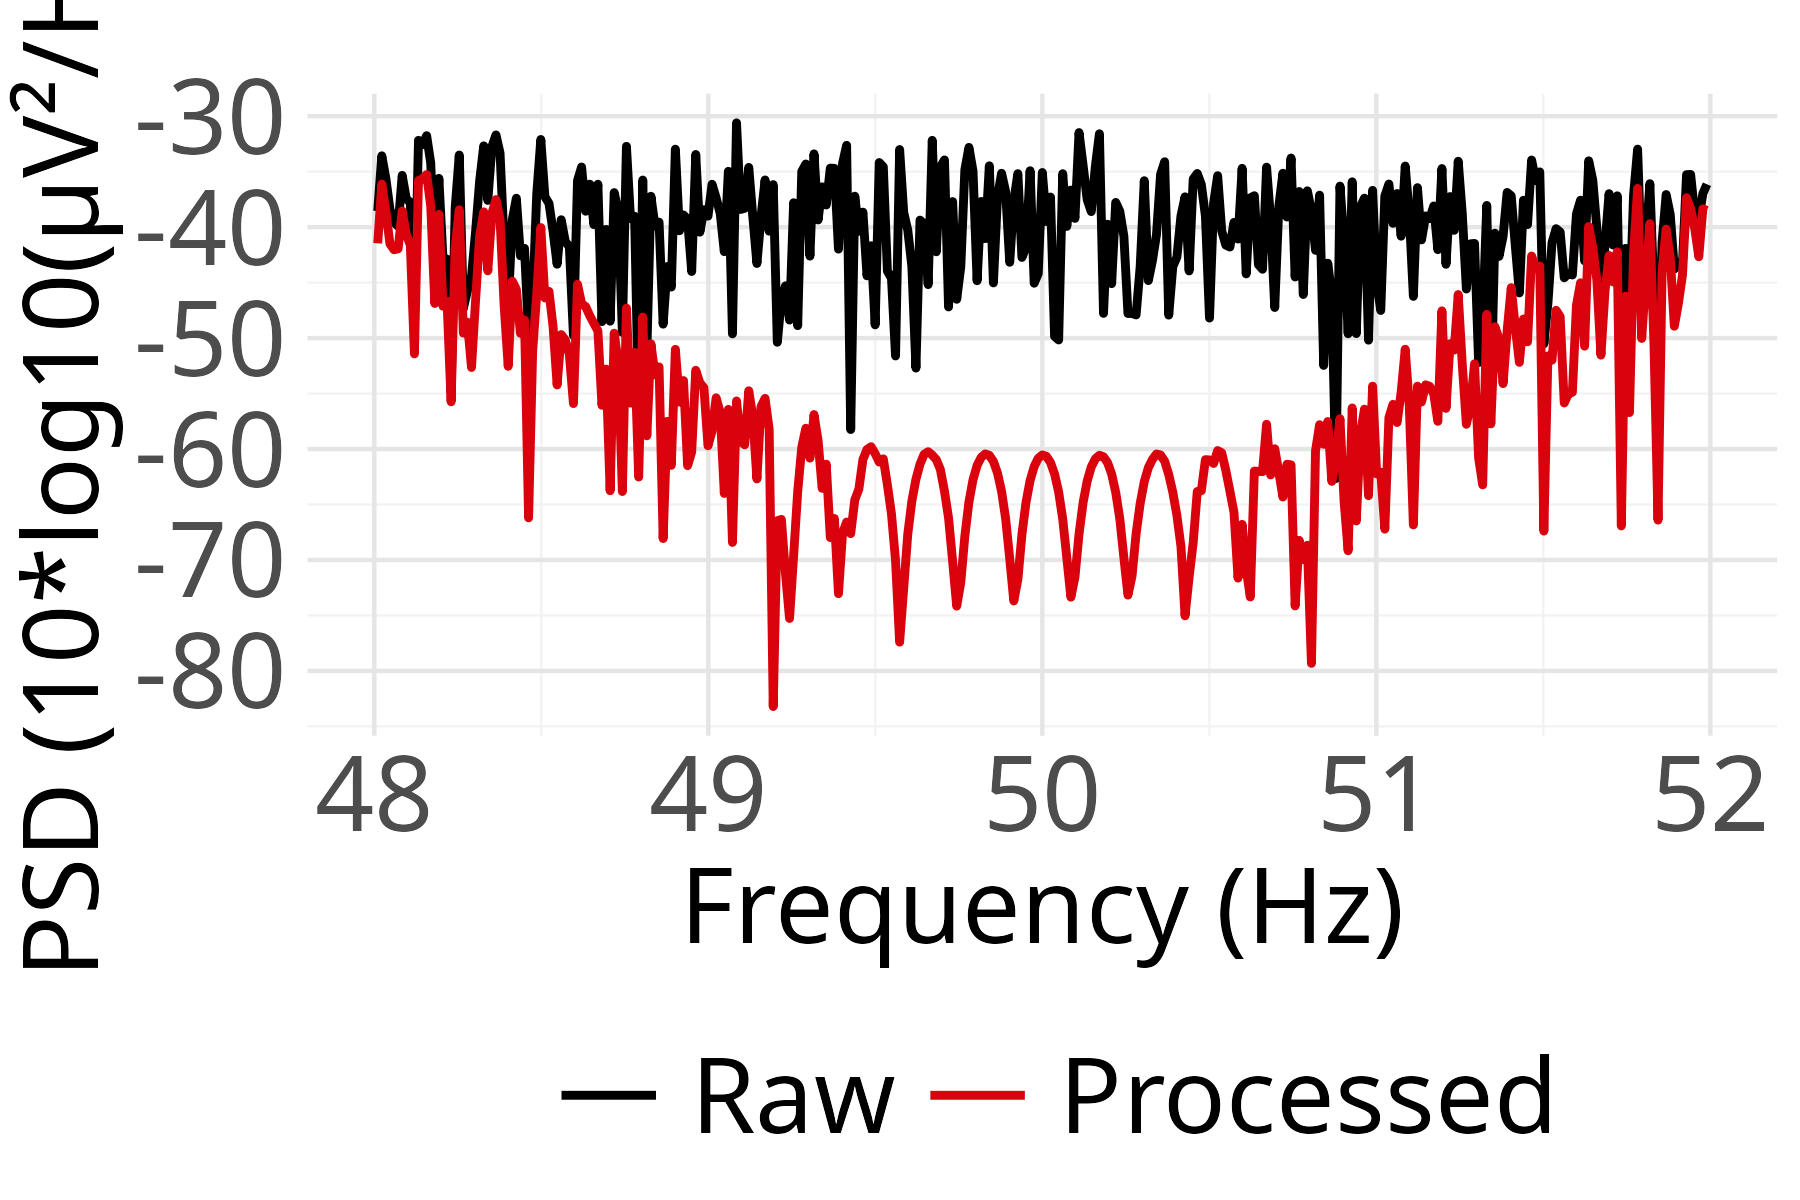 PSD (10*log10(μV²/H
-30
-40
-50
-60
-70
-80
48 49 50 51 52
Frequency (Hz)
Raw Processed